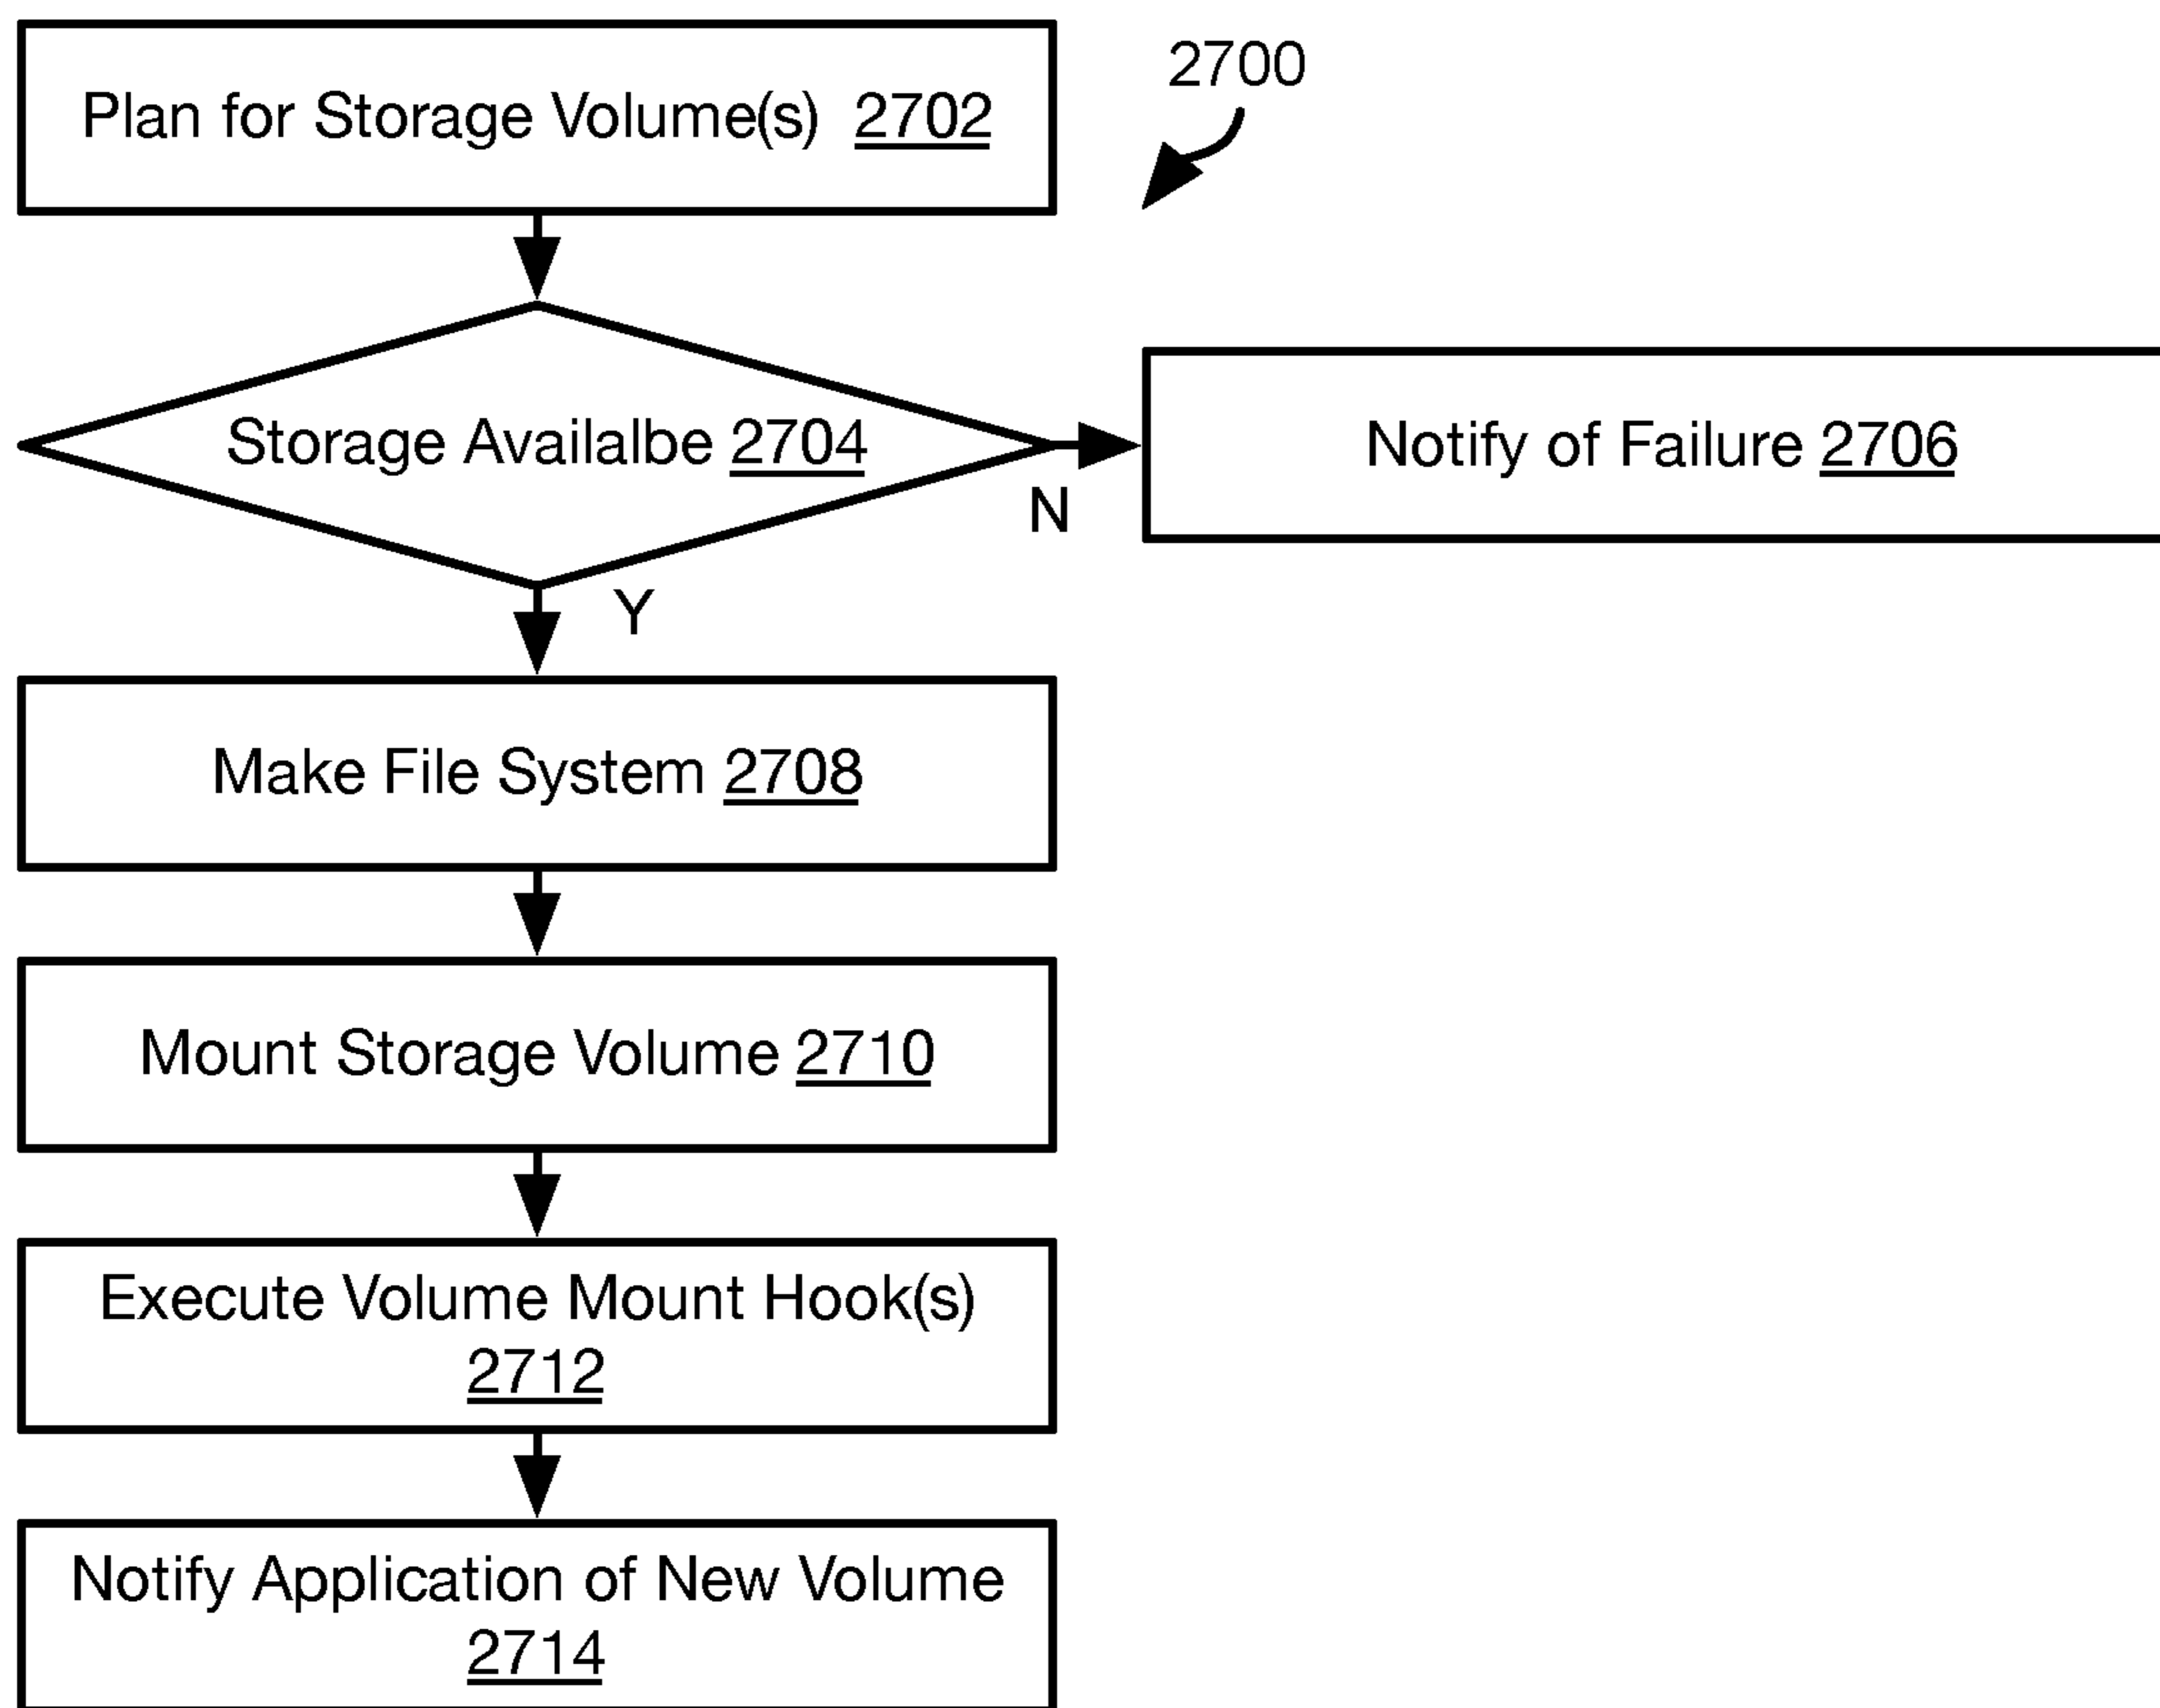 Plan for Storage Volume(s) 2702
2700
Storage Availalbe 2704
Notify of Failure 2706
N
Y
Make File System 2708
Mount Storage Volume 2710
Execute Volume Mount Hook(s)
2712
Notify Application of New Volume
2714